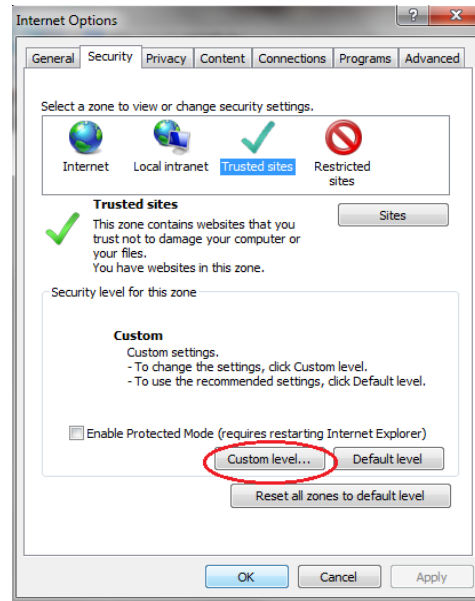 Internet Options
General Security Privacy Content Connections Programs Advanced
Select a zone to view or change security settings.
Internet Local intranet Trusted sites Restricted
sites
Trusted sites
This zone contains websites that you
trust not to damage your computer or
your files.
You have websites in this zone.
Sites
Security level for this zone
Custom
Custom settings.
- To change the settings, click Custom level.
- To use the recommended settings, click Default level.
Enable Protected Mode (requires restarting Internet Explorer)
Custom level... Default level
Reset all zones to default level
OK Cancel Apply